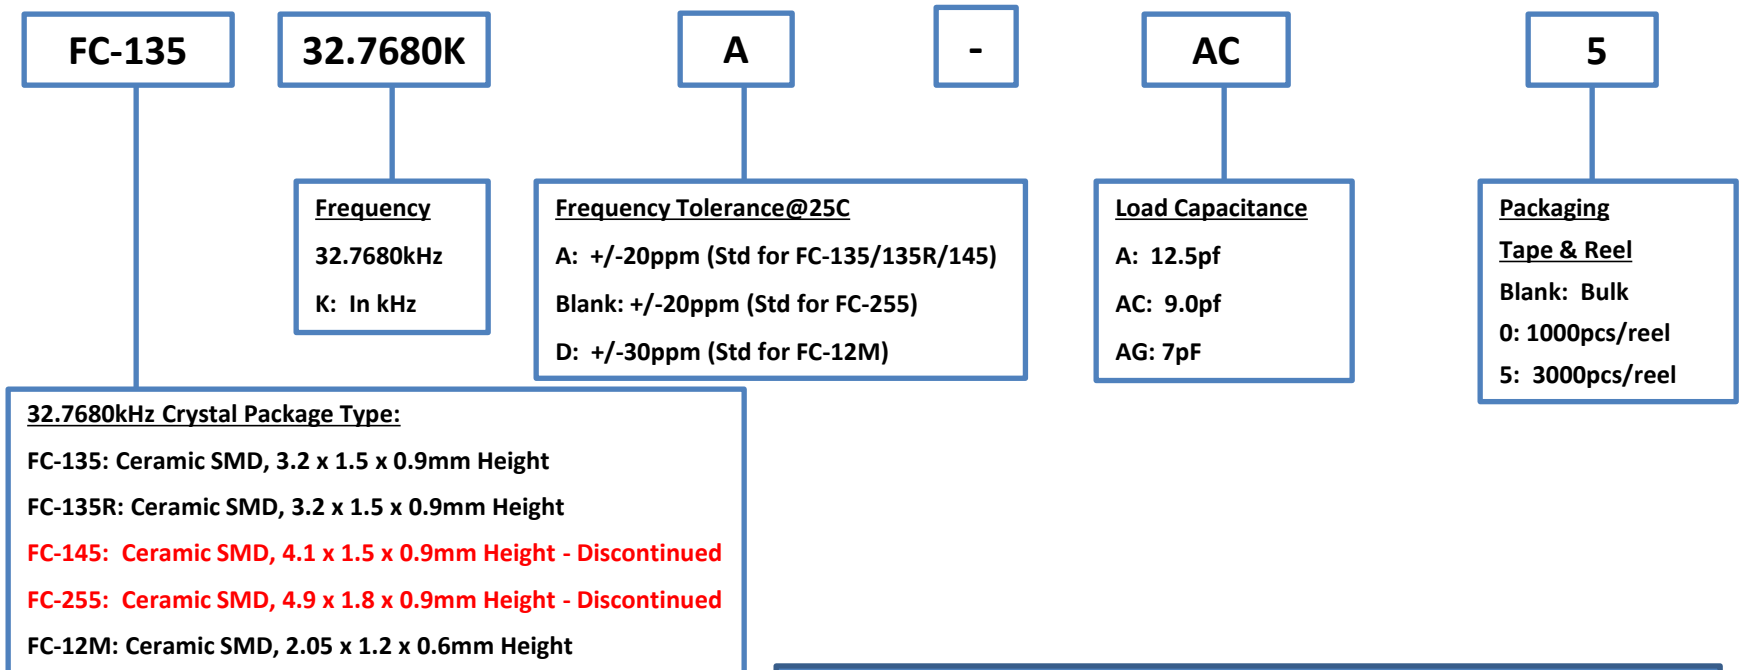 FC-135 32.7680K A - AC 5
Frequency
32.7680kHz
K:  In kHz
Frequency Tolerance@25C
A:  +/-20ppm (Std for FC-135/135R/145)
Blank: +/-20ppm (Std for FC-255)
D:  +/-30ppm (Std for FC-12M)
Load Capacitance
A:  12.5pf
AC:  9.0pf
AG: 7pF
Packaging
Tape & Reel
Blank:  Bulk
0: 1000pcs/reel
5:  3000pcs/reel
32.7680kHz Crystal Package Type:
FC-135: Ceramic SMD, 3.2 x 1.5 x 0.9mm Height
FC-135R: Ceramic SMD, 3.2 x 1.5 x 0.9mm Height
FC-145:  Ceramic SMD, 4.1 x 1.5 x 0.9mm Height - Discontinued
FC-255:  Ceramic SMD, 4.9 x 1.8 x 0.9mm Height - Discontinued
FC-12M: Ceramic SMD, 2.05 x 1.2 x 0.6mm Height